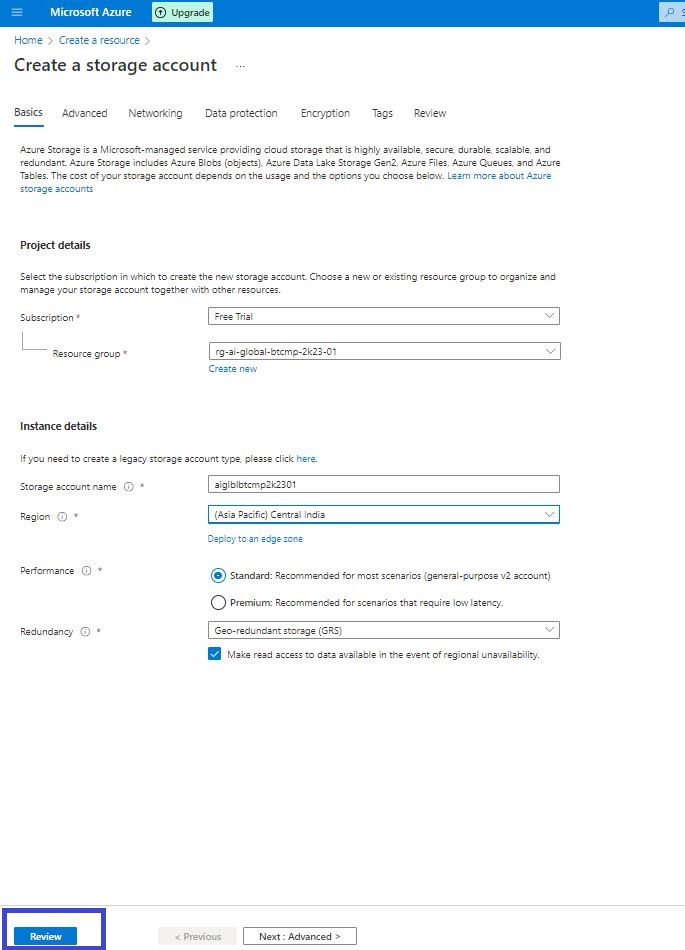 Microsoft Azure Upgrade
Home > Create a resource >
Create a storage account ...
Basics Advanced Networking Data protection Encryption Tags Review
Azure Storage is a Microsoft-managed service providing cloud storage that is highly available, secure, durable, scalable, and
redundant. Azure Storage includes Azure Blobs (objects), Azure Data Lake Storage Gen2, Azure Files, Azure Queues, and Azure
Tables. The cost of your storage account depends on the usage and the options you choose below. Learn more about Azure
storage accounts
Project details
Select the subscription in which to create the new storage account. Choose a new or existing resource group to organize and
manage your storage account together with other resources.
Subscription * Free Trial
Resource group * rg-ai-global-btcmp-2k23-01
Create new
Instance details
If you need to create a legacy storage account type, please click here.
Storage account name * aiglblbtcmp2k2301
Region * (Asia Pacific) Central India
Deploy to an edge zone
Performance * Standard: Recommended for most scenarios (general-purpose v2 account)
Premium: Recommended for scenarios that require low latency.
Redundancy * Geo-redundant storage (GRS)
Make read access to data available in the event of regional unavailability.
Review < Previous Next : Advanced >